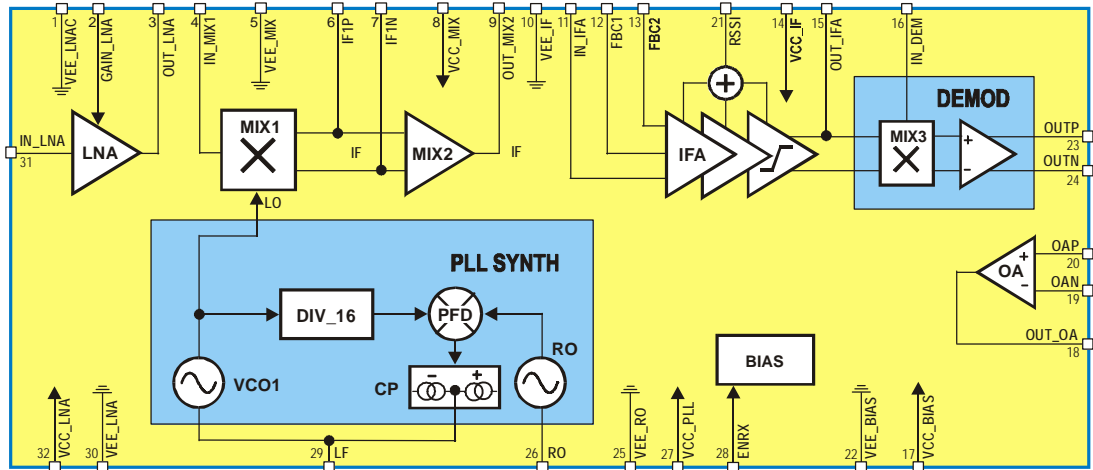 1 VEE_LNAC
2 GAIN_LNA
3 OUT_LNA
4 IN_MIX1
5 VEE_MIX
6 IF1P
7 IF1N
8 VCC_MIX
9 OUT_MIX2
10 VEE_IF
11 IN_IFA
12 FBC1
13 FBC2
21 RSSI
14 VCC_IF
15 OUT_IFA
16 IN_DEM
IN_LNA
31
LNA
MIX1
IF
MIX2
IF
IFA
+
DEMOD
MIX3
+
-
OUTP
23
OUTN
24
LO
PLL SYNTH
DIV_16
PFD
RO
VCO1
CP
- +
OA
+
-
OAP
20
OAN
19
OUT_OA
18
BIAS
32 VCC_LNA
30 VEE_LNA
29 LF
26 RO
25 VEE_RO
27 VCC_PLL
28 ENRX
22 VEE_BIAS
17 VCC_BIAS